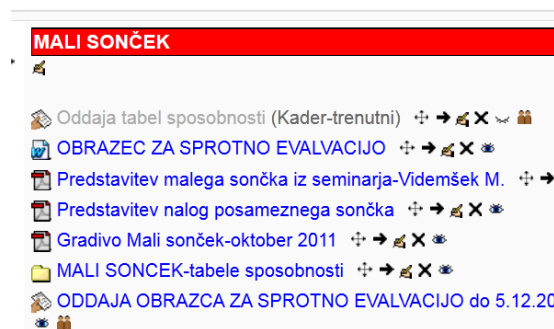 MALI SONČEK
Oddaja tabel sposobnosti (Kader-trenutni)
OBRAZEC ZA SPROTNO EVALVACIJO
Predstavitev malega sončka iz seminarja-Videmšek M.
Predstavitev nalog posameznega sončka
Gradivo Mali sonček-oktober 2011
MALI SONCEK-tabele sposobnosti
ODDAJA OBRAZCA ZA SPROTNO EVALVACIJO do 5.12.20